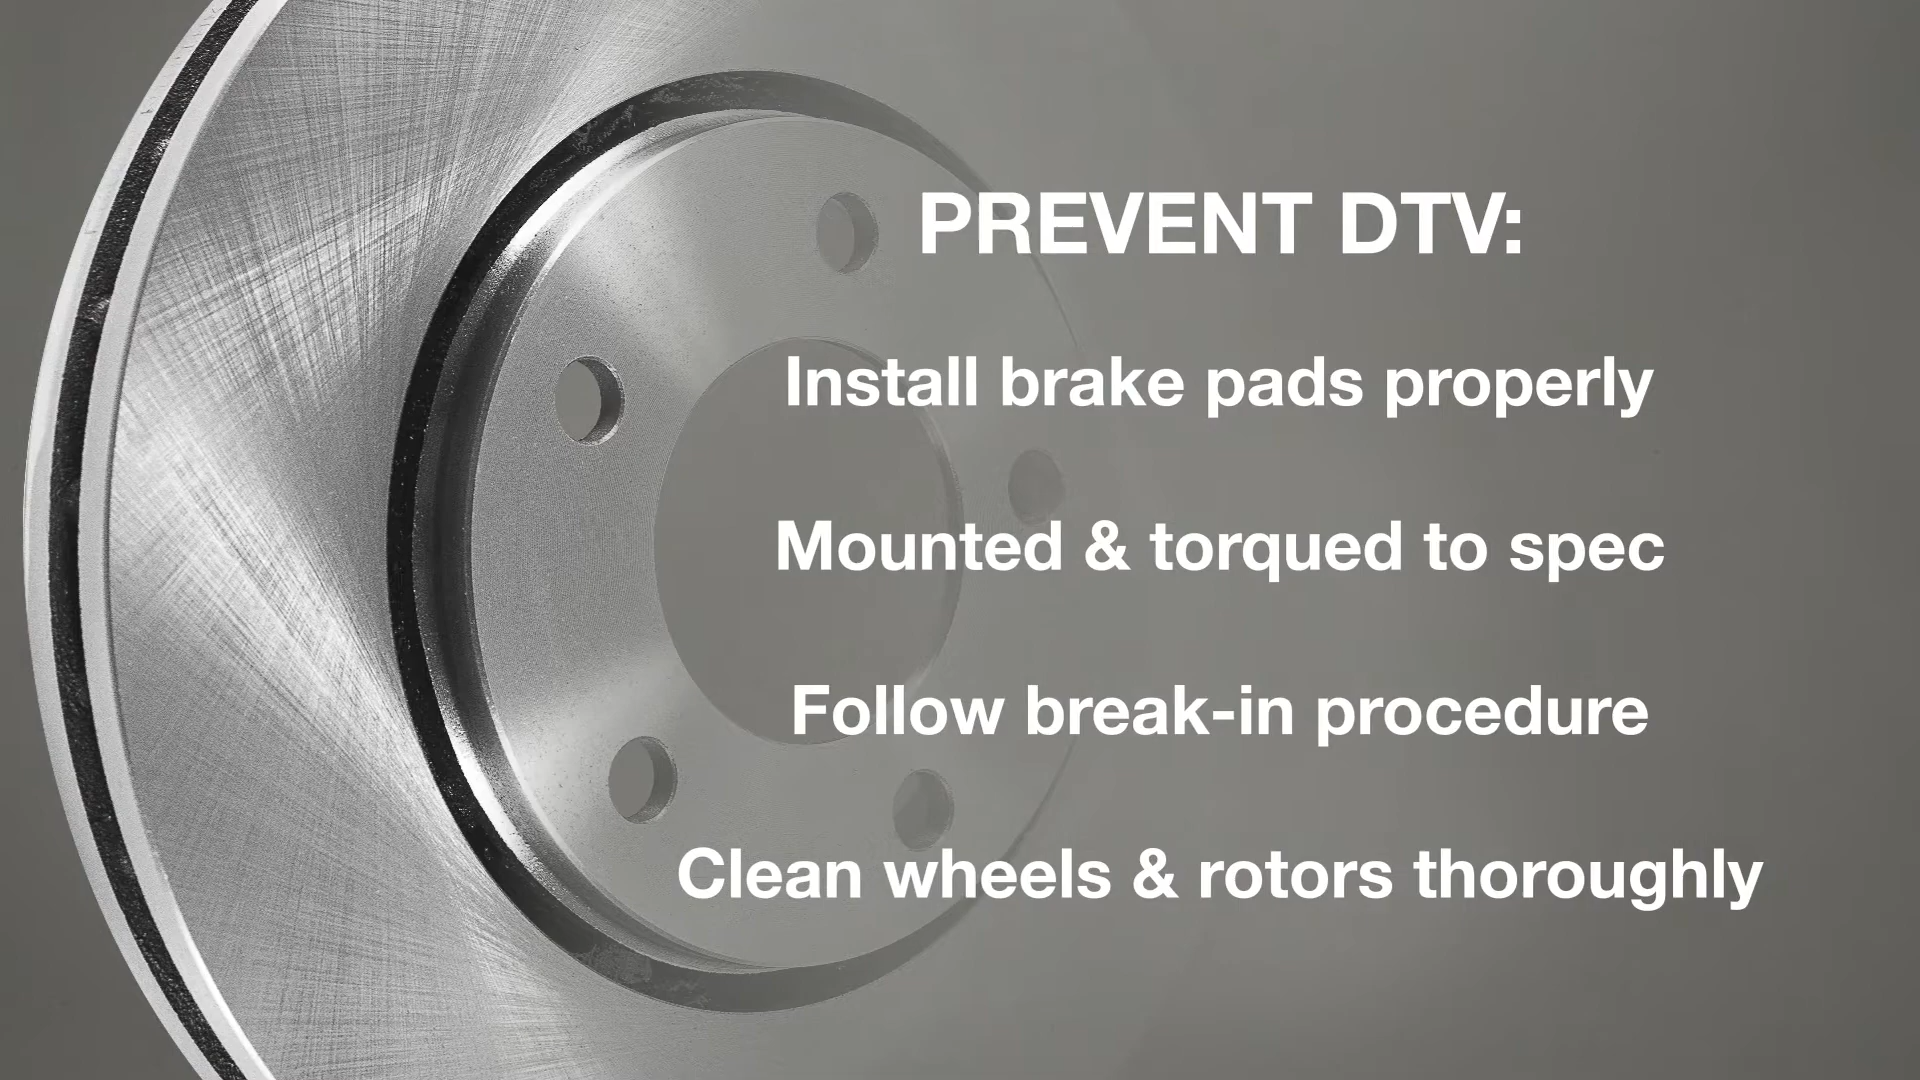 PREVENT DTV:
Install brake pads properly
Mounted & torqued to spec
Follow break-in procedure
Clean wheels & rotors thoroughly